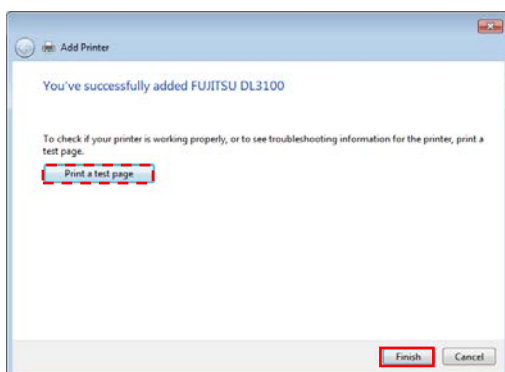 Add Printer
You've successfully added FUJITSU DL3100
To check if your printer is working properly, or to see troubleshooting information for the printer, print a
test page.
Print a test page
Finish Cancel